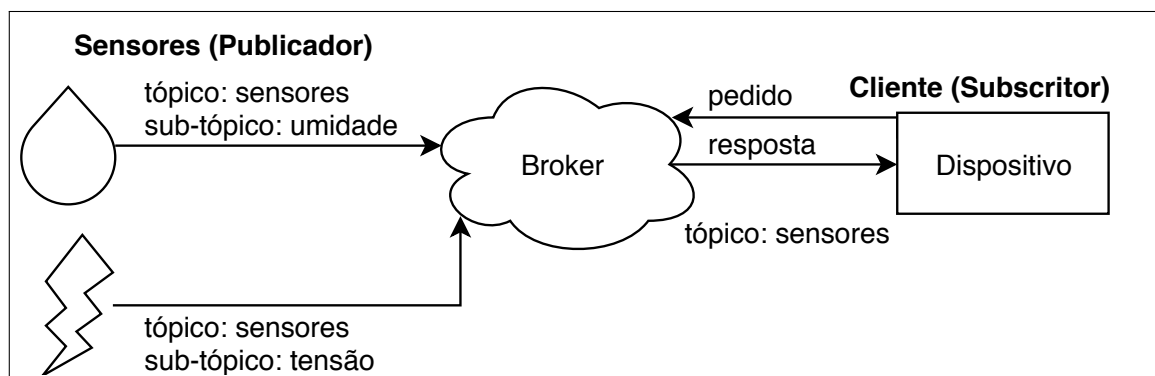 Sensores (Publicador)
tópico: sensores
sub-tópico: umidade
Broker
pedido
resposta
tópico: sensores
Cliente (Subscritor)
Dispositivo
tópico: sensores
sub-tópico: tensão